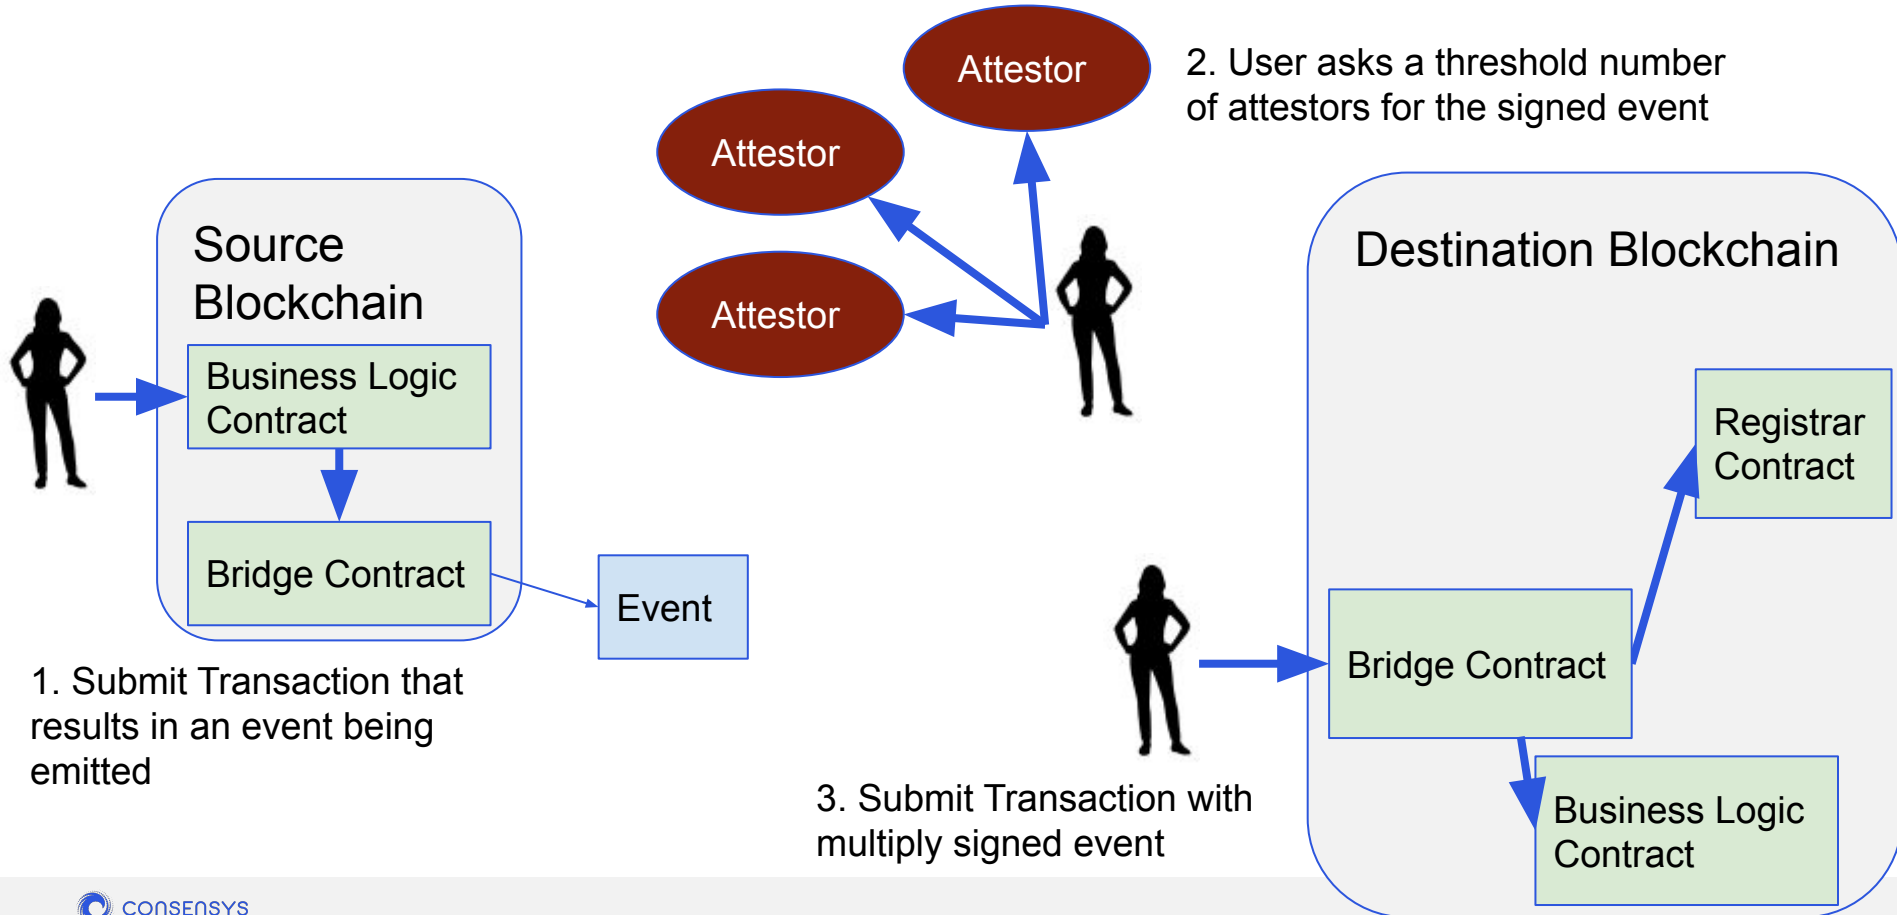 Attestor
2. User asks a threshold number
of attestors for the signed event
Attestor
Source
Blockchain
Destination Blockchain
Attestor
Business Logic
Contract
Registrar
Contract
Bridge Contract
Event
Bridge Contract
1. Submit Transaction that
results in an event being
emitted
3. Submit Transaction with
multiply signed event
Business Logic
Contract
CONSENSYS